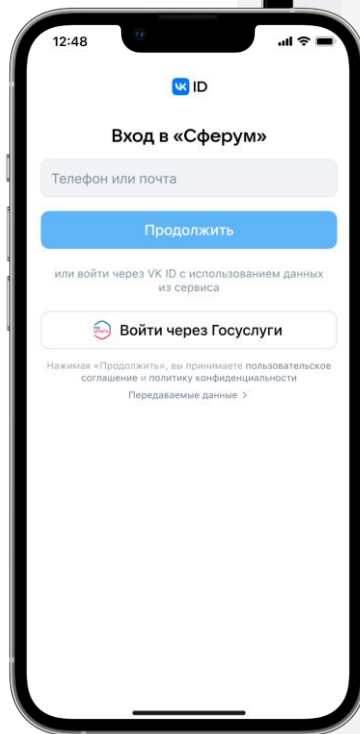 12:48
VK ID
Вход в «Сферум»
Телефон или почта
Продолжить
или войти через VK ID с использованием данных
из сервиса
Войти через Госуслуги
Нажимая «Продолжить», вы принимаете пользовательское
соглашение и политику конфиденциальности
Передаваемые данные >